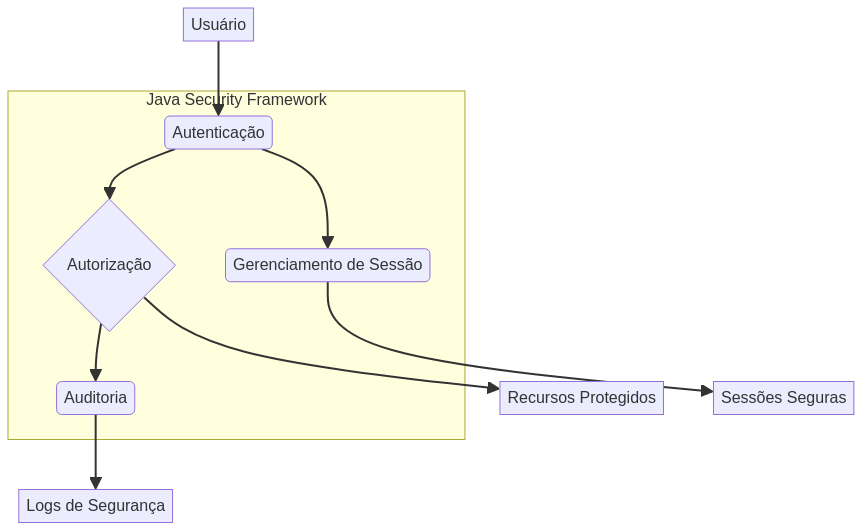 Usuário
Java Security Framework
Autenticação
Autorização
Gerenciamento de Sessão
Auditoria
Recursos Protegidos
Sessões Seguras
Logs de Segurança